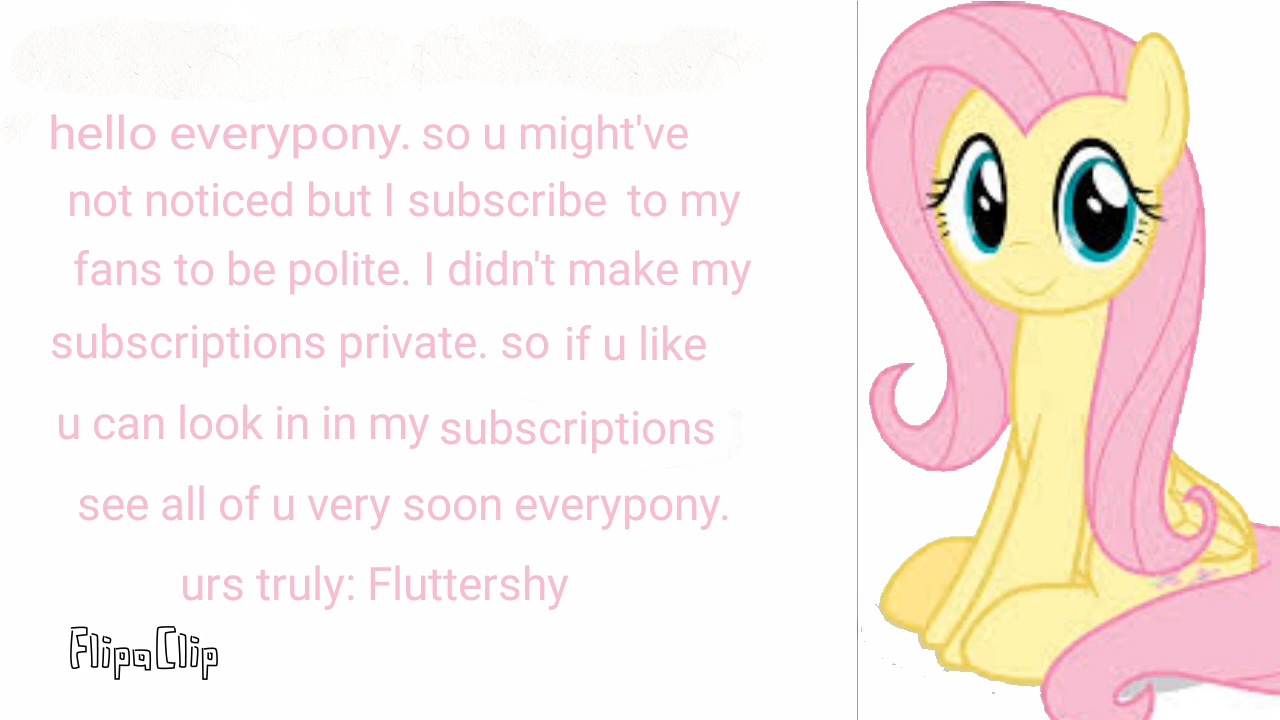 hello everypony. so u might've
not noticed but I subscribe to my
fans to be polite. I didn't make my
subscriptions private. so if u like
u can look in in my subscriptions
see all of u very soon everypony.
urs truly: Fluttershy
FlipaClip